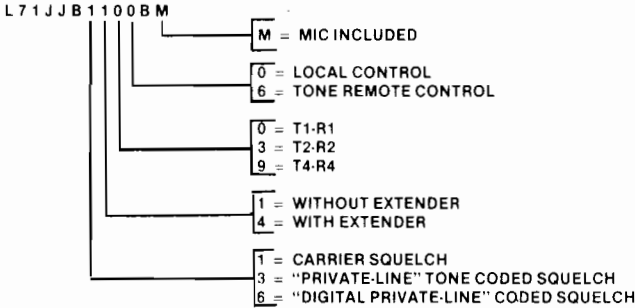 L71JJB1100BM
M = MIC INCLUDED
0 = LOCAL CONTROL
6 = TONE REMOTE CONTROL
0 = T1-R1
3 = T2-R2
9 = T4-R4
1 = WITHOUT EXTENDER
4 = WITH EXTENDER
1 = CARRIER SQUELCH
3 = "PRIVATE-LINE" TONE CODED SQUELCH
6 = "DIGITAL PRIVATE-LINE" CODED SQUELCH